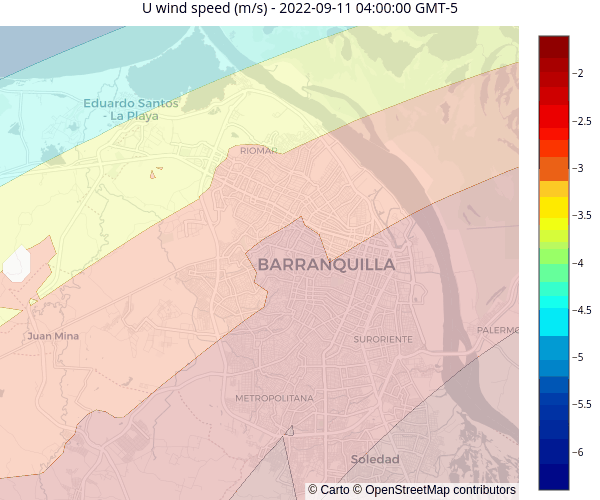 U wind speed (m/s) - 2022-09-11 04:00:00 GMT-5
Eduardo Santos
- La Playa
RIOMAR
BARRANQUILLA
Juan Mina
SURORIENTE
PALERMO
METROPOLITANA
Soledad
© Carto © OpenStreetMap contributors
−2
−2.5
−3
−3.5
−4
−4.5
−5
−5.5
−6